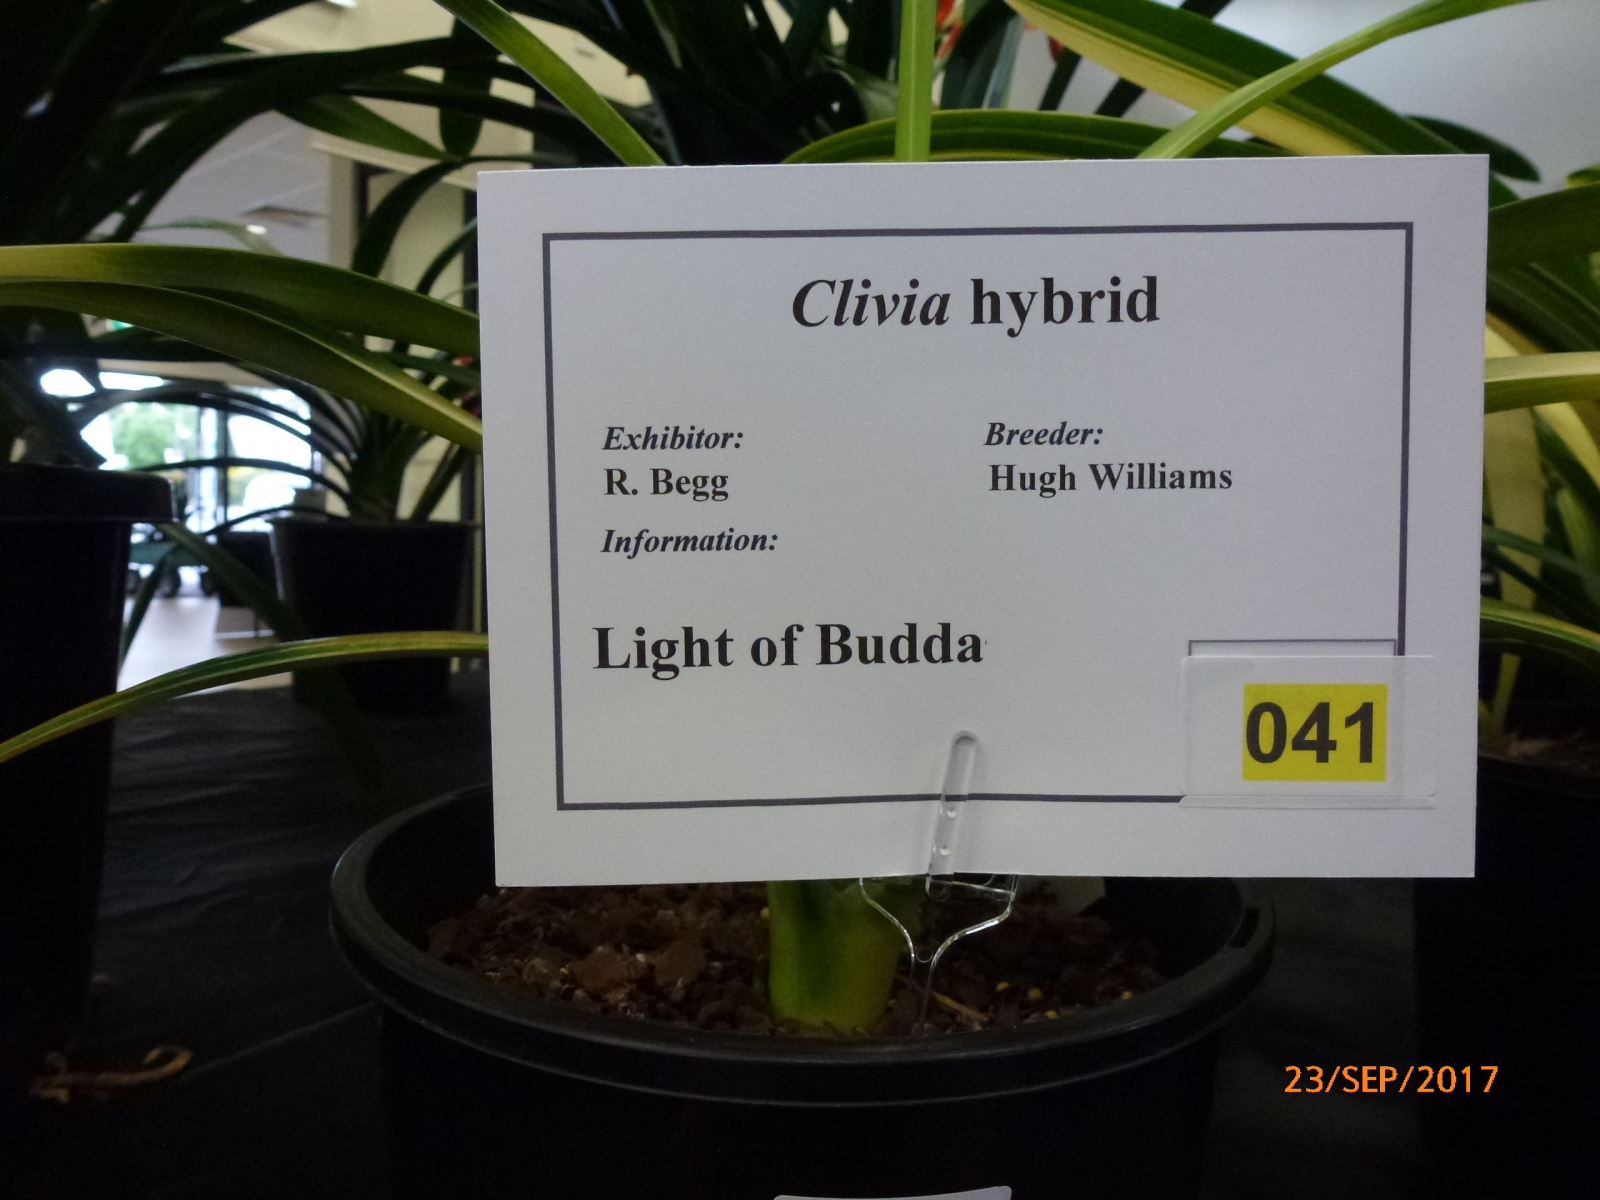 Clivia hybrid
Exhibitor:
Breeder:
R. Begg
Hugh Williams
Information:
Light of Budda
041
23/SEP/2017